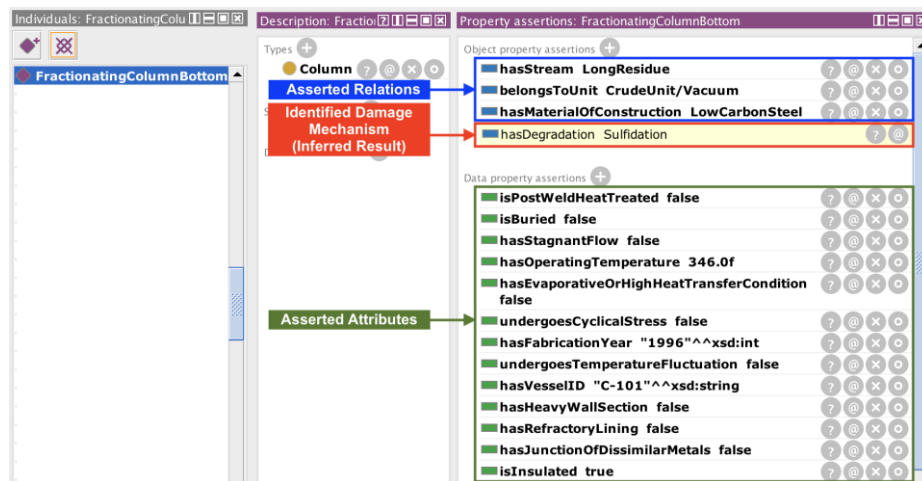 Individuals: FractionatingColu
Description: Fraction
Property assertions: FractionatingColumnBottom
FractionatingColumnBottom
Types
Column
Asserted Relations
Identified Damage
Mechanism
(Inferred Result)
Asserted Attributes
Object property assertions
hasStream LongResidue
belongsToUnit CrudeUnit/Vacuum
hasMaterialOfConstruction LowCarbonSteel
hasDegradation Sulfidation
Data property assertions
isPostWeldHeatTreated false
isBuried false
hasStagnantFlow false
hasOperatingTemperature 346.0f
hasEvaporativeOrHighHeatTransferCondition
false
undergoesCyclicalStress false
hasFabricationYear "1996"^^xsd:int
undergoesTemperatureFluctuation false
hasVesselID "C-101"^^xsd:string
hasHeavyWallSection false
hasRefractoryLining false
hasJunctionOfDissimilarMetals false
isInsulated true